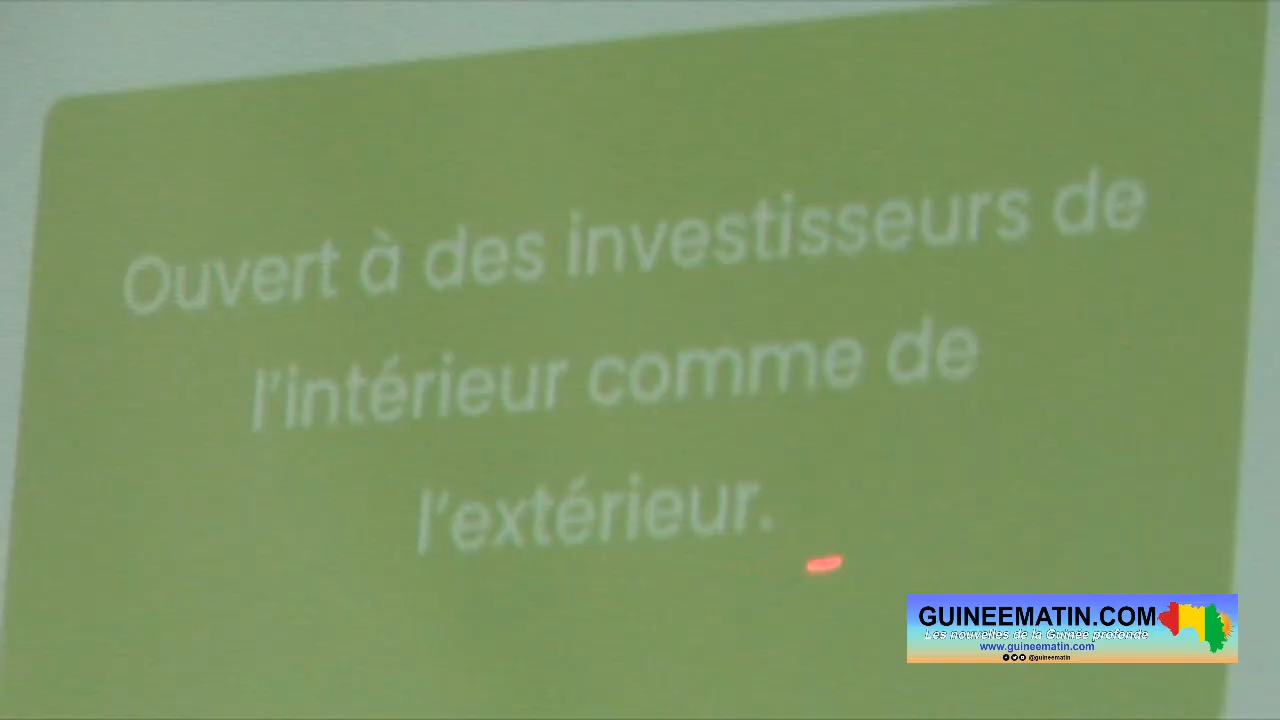 Ouvert à des investisseurs de
l'intérieur comme de
l'extérieur.
GUINEEMATIN.COM
Les nouvelles de la Guinée profonde
www.guineematin.com
@guineematin